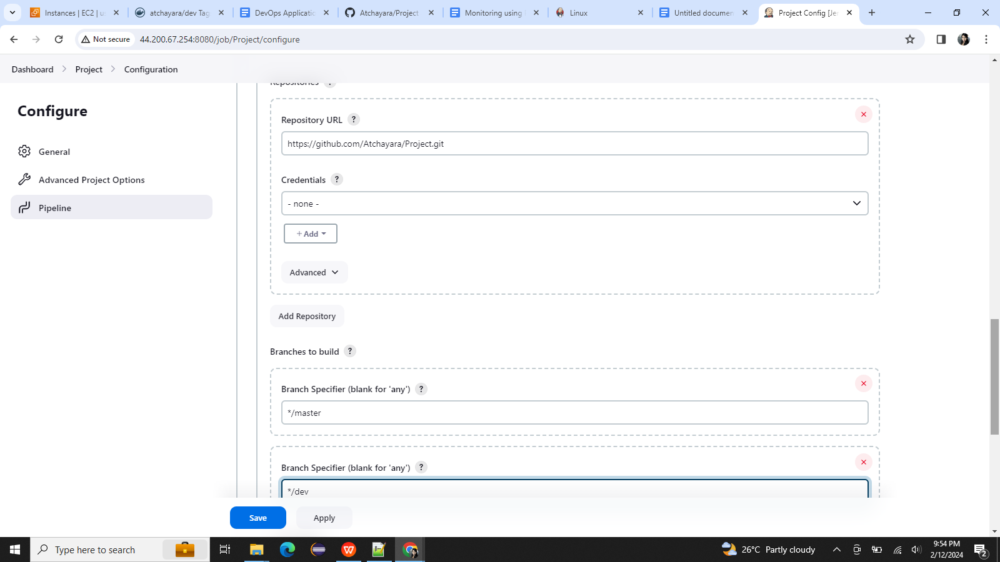 Instances | EC2 | us
atchayara/dev Tag
DevOps Applicatio
Atchayara/Project
Monitoring using
Linux
Untitled documen
Project Config [Je
Not secure
44.200.67.254:8080/job/Project/configure
Dashboard
Project
Configuration
Configure
General
Advanced Project Options
Pipeline
Repositories ?
Repository URL ?
https://github.com/Atchayara/Project.git
Credentials ?
- none -
+ Add
Advanced
Add Repository
Branches to build ?
Branch Specifier (blank for 'any') ?
*/master
Branch Specifier (blank for 'any') ?
*/dev
Save
Apply
Type here to search
26°C Partly cloudy
9:54 PM
2/12/2024
2